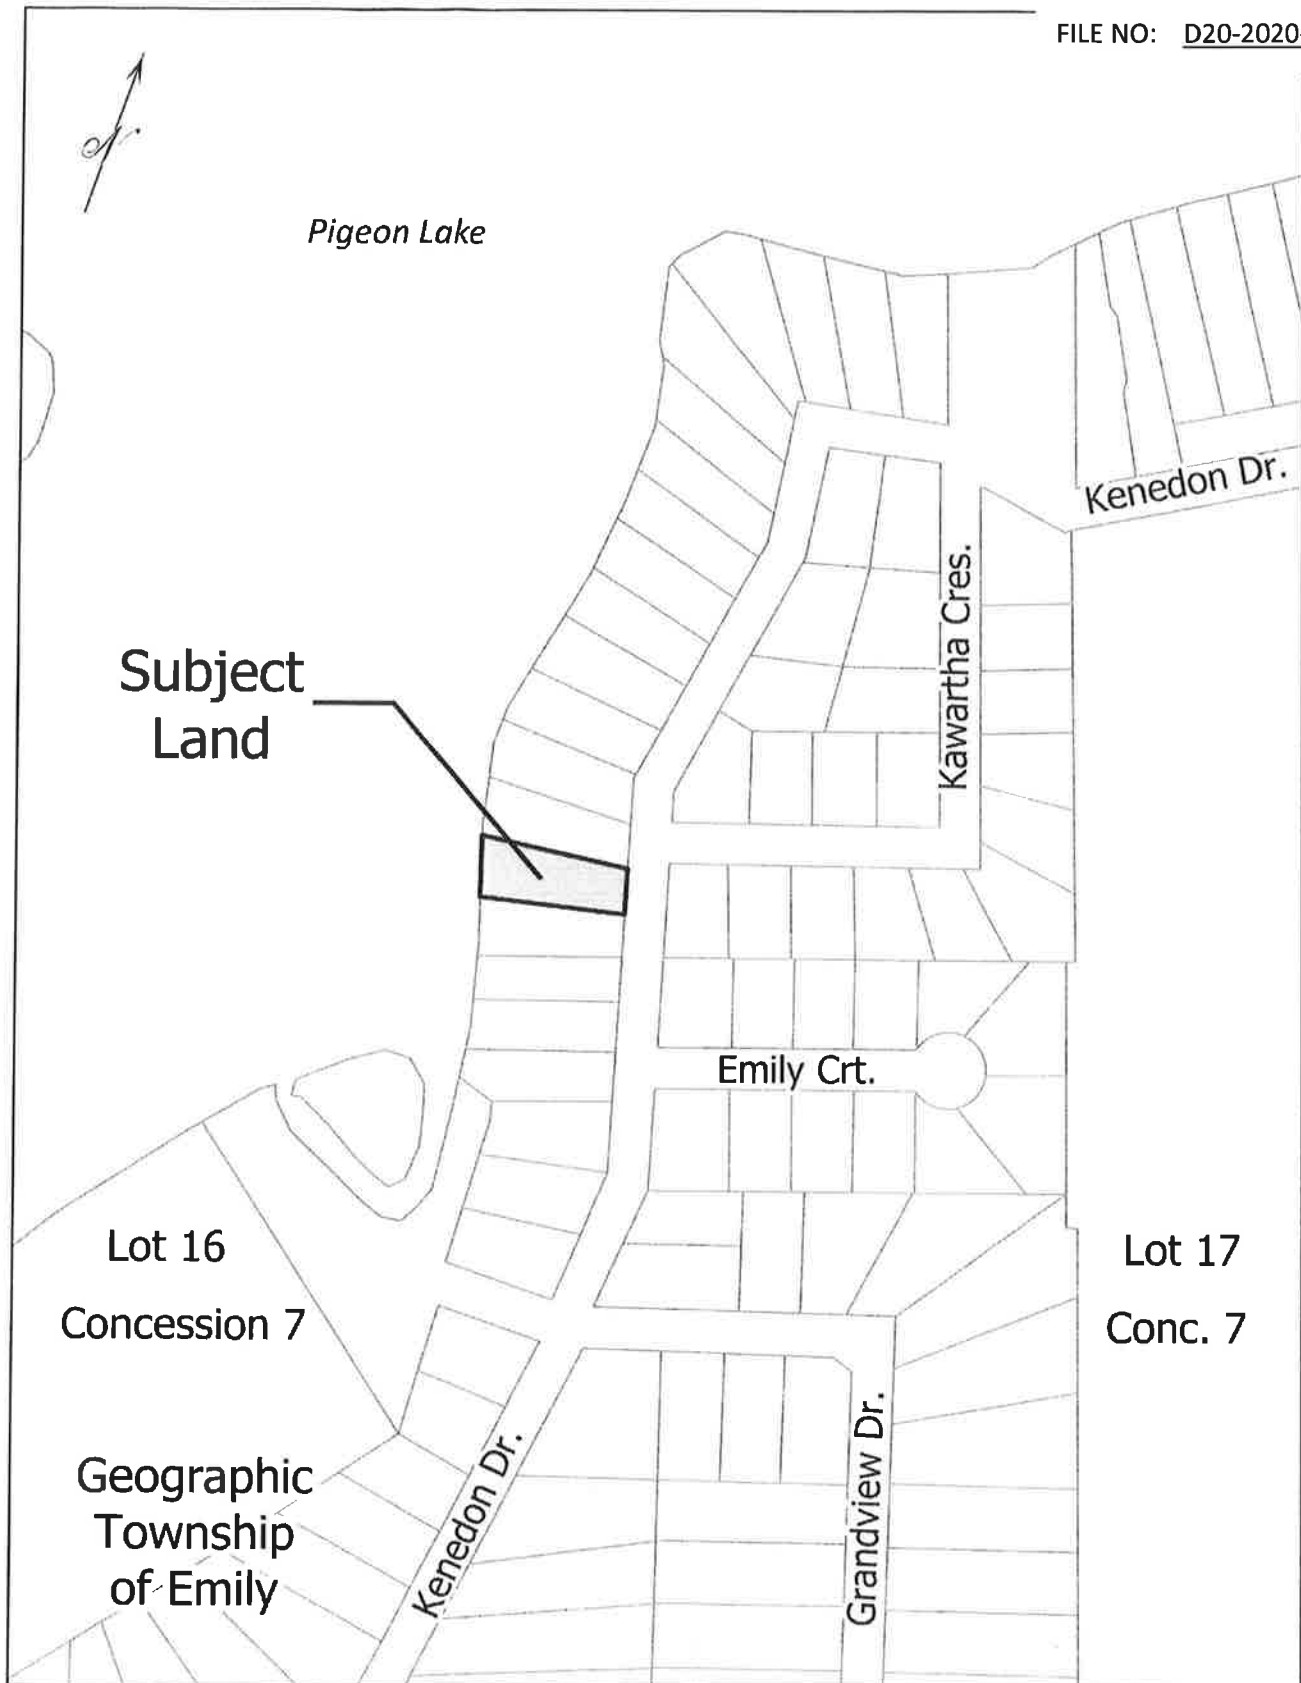 FILE NO: D20-2020-
Pigeon Lake
Kenedon Dr.
Kawartha Cres.
Subject
Land
Emily Crt.
Lot 16
Concession 7
Lot 17
Conc. 7
Geographic
Township
of Emily
Kenedon Dr.
Grandview Dr.